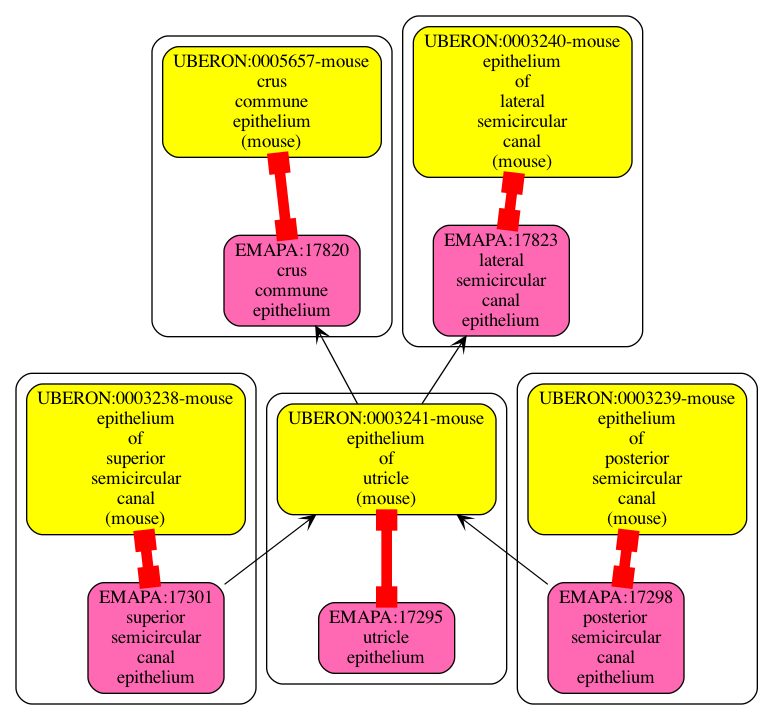 UBERON:0005657-mouse
crus
commune
epithelium
(mouse)
EMAPA:17820
crus
commune
epithelium
UBERON:0003240-mouse
epithelium
of
lateral
semicircular
canal
(mouse)
EMAPA:17823
lateral
semicircular
canal
epithelium
UBERON:0003238-mouse
epithelium
of
superior
semicircular
canal
(mouse)
EMAPA:17301
superior
semicircular
canal
epithelium
UBERON:0003241-mouse
epithelium
of
utricle
(mouse)
EMAPA:17295
utricle
epithelium
UBERON:0003239-mouse
epithelium
of
posterior
semicircular
canal
(mouse)
EMAPA:17298
posterior
semicircular
canal
epithelium